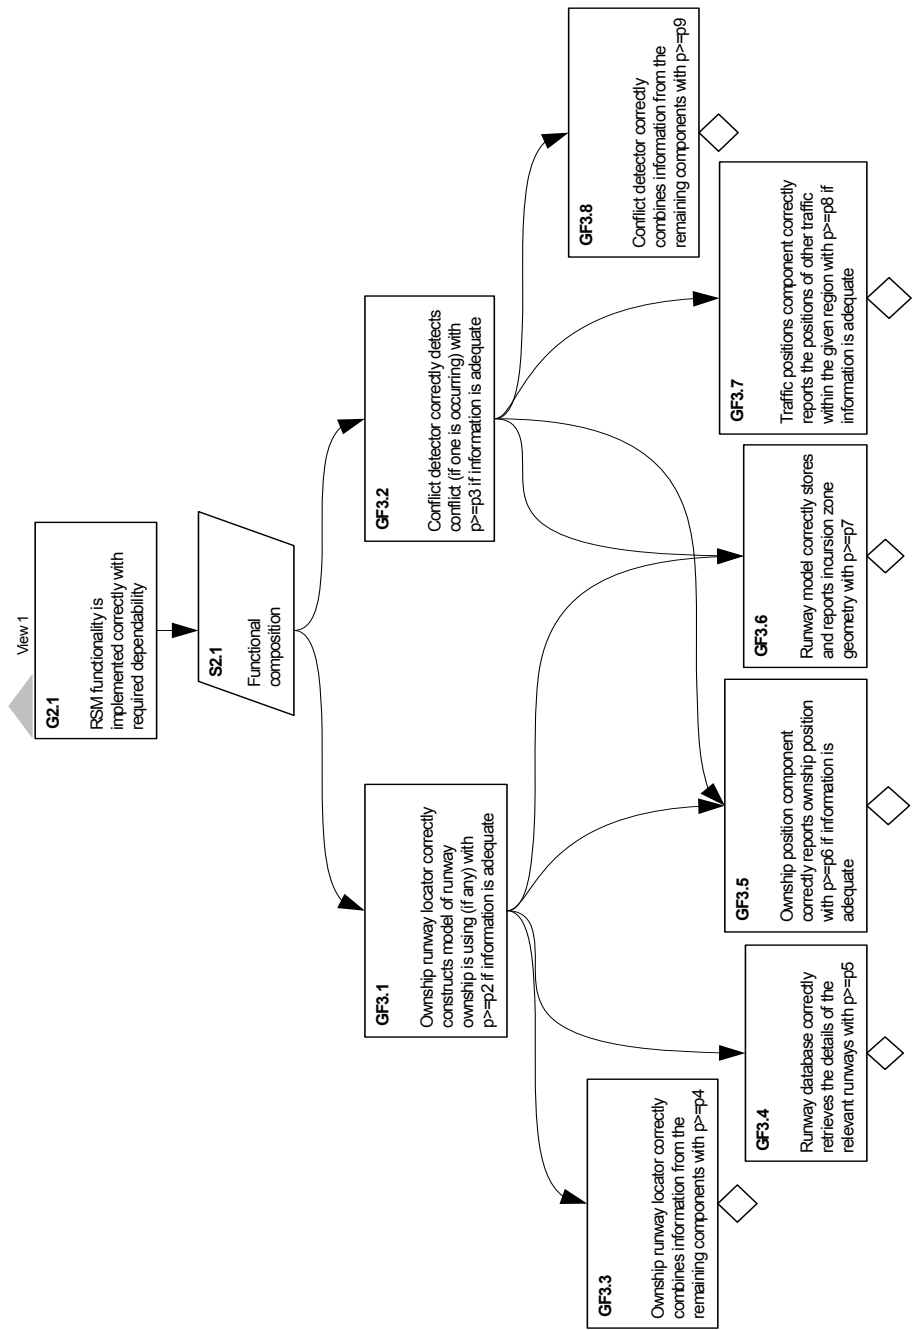 View 1
G2.1
RSM functionality is
implemented correctly with
required dependability
S2.1
Functional
composition
GF3.1
Ownship runway locator correctly
constructs model of runway
ownship is using (if any) with
p>=p2 if information is adequate
GF3.2
Conflict detector correctly detects
conflict (if one is occurring) with
p>=p3 if information is adequate
GF3.3
Ownship runway locator correctly
combines information from the
remaining components with p>=p4
GF3.4
Runway database correctly
retrieves the details of the
relevant runways with p>=p5
GF3.5
Ownship position component
correctly reports ownship position
with p>=p6 if information is
adequate
GF3.6
Runway model correctly stores
and reports incursion zone
geometry with p>=p7
GF3.7
Traffic positions component correctly
reports the positions of other traffic
within the given region with p>=p8 if
information is adequate
GF3.8
Conflict detector correctly
combines information from the
remaining components with p>=p9